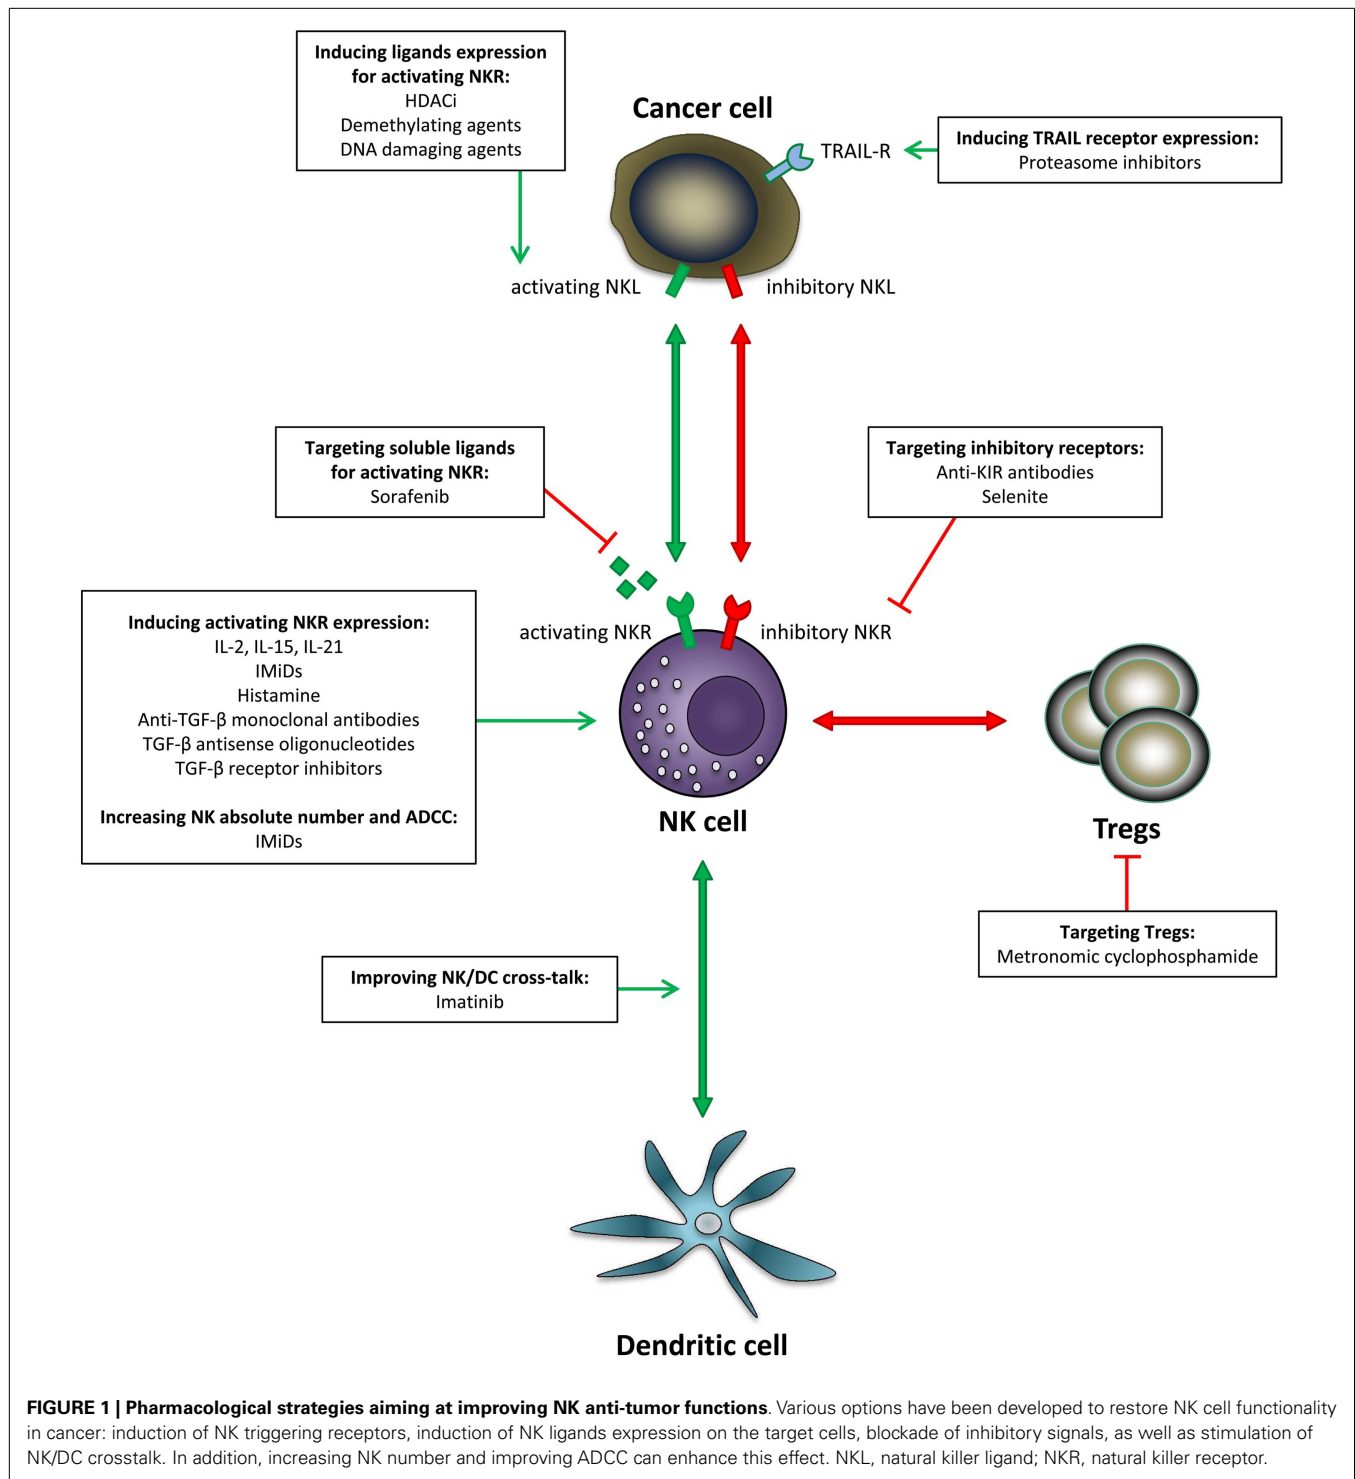 Inducing ligands expression
for activating NKR:
HDACi
Demethylating agents
DNA damaging agents
Cancer cell
TRAIL-R
Inducing TRAIL receptor expression:
Proteasome inhibitors
activating NKL
inhibitory NKL
Targeting soluble ligands
for activating NKR:
Sorafenib
Targeting inhibitory receptors:
Anti-KIR antibodies
Selenite
Inducing activating NKR expression:
IL-2, IL-15, IL-21
IMiDs
Histamine
Anti-TGF-β monoclonal antibodies
TGF-β antisense oligonucleotides
TGF-β receptor inhibitors
Increasing NK absolute number and ADCC:
IMiDs
activating NKR
inhibitory NKR
NK cell
Tregs
Targeting Tregs:
Metronomic cyclophosphamide
Improving NK/DC cross-talk:
Imatinib
Dendritic cell
FIGURE 1 | Pharmacological strategies aiming at improving NK anti-tumor functions. Various options have been developed to restore NK cell functionality
in cancer: induction of NK triggering receptors, induction of NK ligands expression on the target cells, blockade of inhibitory signals, as well as stimulation of
NK/DC crosstalk. In addition, increasing NK number and improving ADCC can enhance this effect. NKL, natural killer ligand; NKR, natural killer receptor.